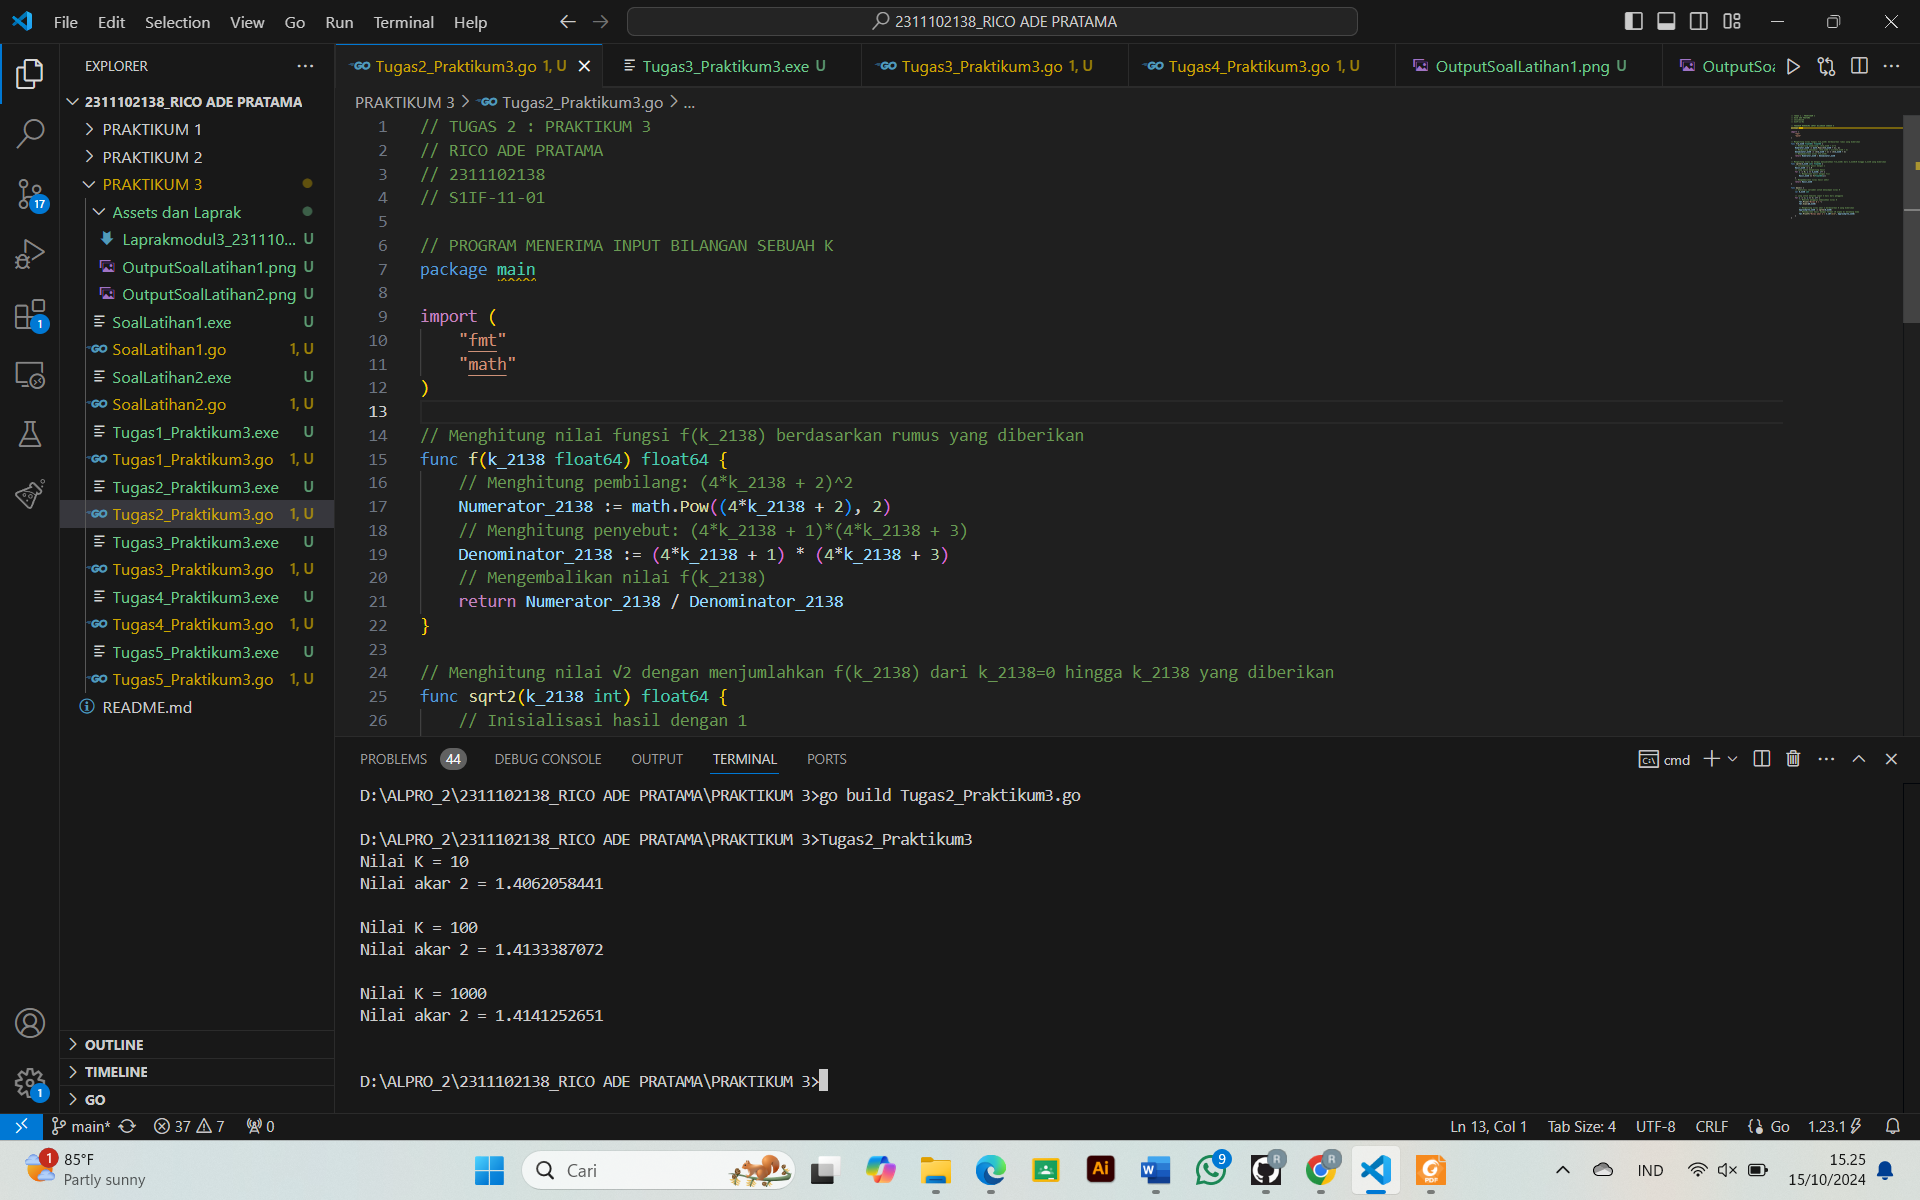 File Edit Selection View Go Run Terminal Help
2311102138_RICO ADE PRATAMA
EXPLORER
2311102138_RICO ADE PRATAMA
PRAKTIKUM 1
PRAKTIKUM 2
PRAKTIKUM 3
Assets dan Laprak
Laprakmodul3_231110... U
OutputSoalLatihan1.png U
OutputSoalLatihan2.png U
SoalLatihan1.exe U
SoalLatihan1.go 1, U
SoalLatihan2.exe U
SoalLatihan2.go 1, U
Tugas1_Praktikum3.exe U
Tugas1_Praktikum3.go 1, U
Tugas2_Praktikum3.exe U
Tugas2_Praktikum3.go 1, U
Tugas3_Praktikum3.exe U
Tugas3_Praktikum3.go 1, U
Tugas4_Praktikum3.exe U
Tugas4_Praktikum3.go 1, U
Tugas5_Praktikum3.exe U
Tugas5_Praktikum3.go 1, U
README.md
OUTLINE
TIMELINE
GO
17
1
1
Tugas2_Praktikum3.go 1, U
Tugas3_Praktikum3.exe U
Tugas3_Praktikum3.go 1, U
Tugas4_Praktikum3.go 1, U
OutputSoalLatihan1.png U
OutputSoa
PRAKTIKUM 3 > Tugas2_Praktikum3.go > ...
1 // TUGAS 2 : PRAKTIKUM 3
2 // RICO ADE PRATAMA
3 // 2311102138
4 // S1IF-11-01
5
6 // PROGRAM MENERIMA INPUT BILANGAN SEBUAH K
7 package main
8
9 import (
10 "fmt"
11 "math"
12 )
13
14 // Menghitung nilai fungsi f(k_2138) berdasarkan rumus yang diberikan
15 func f(k_2138 float64) float64 {
16 // Menghitung pembilang: (4*k_2138 + 2)^2
17 Numerator_2138 := math.Pow((4*k_2138 + 2), 2)
18 // Menghitung penyebut: (4*k_2138 + 1)*(4*k_2138 + 3)
19 Denominator_2138 := (4*k_2138 + 1) * (4*k_2138 + 3)
20 // Mengembalikan nilai f(k_2138)
21 return Numerator_2138 / Denominator_2138
22 }
23
24 // Menghitung nilai √2 dengan menjumlahkan f(k_2138) dari k_2138=0 hingga k_2138 yang diberikan
25 func sqrt2(k_2138 int) float64 {
26 // Inisialisasi hasil dengan 1
PROBLEMS 44 DEBUG CONSOLE OUTPUT TERMINAL PORTS
cmd
D:\ALPRO_2\2311102138_RICO ADE PRATAMA\PRAKTIKUM 3>go build Tugas2_Praktikum3.go
D:\ALPRO_2\2311102138_RICO ADE PRATAMA\PRAKTIKUM 3>Tugas2_Praktikum3
Nilai K = 10
Nilai akar 2 = 1.4062058441
Nilai K = 100
Nilai akar 2 = 1.4133387072
Nilai K = 1000
Nilai akar 2 = 1.4141252651
D:\ALPRO_2\2311102138_RICO ADE PRATAMA\PRAKTIKUM 3>
main* 37 7 0
Ln 13, Col 1 Tab Size: 4 UTF-8 CRLF Go 1.23.1
1
85°F
Partly sunny
Cari
Ai
W
9
R
R
PDF
IND
15.25
15/10/2024